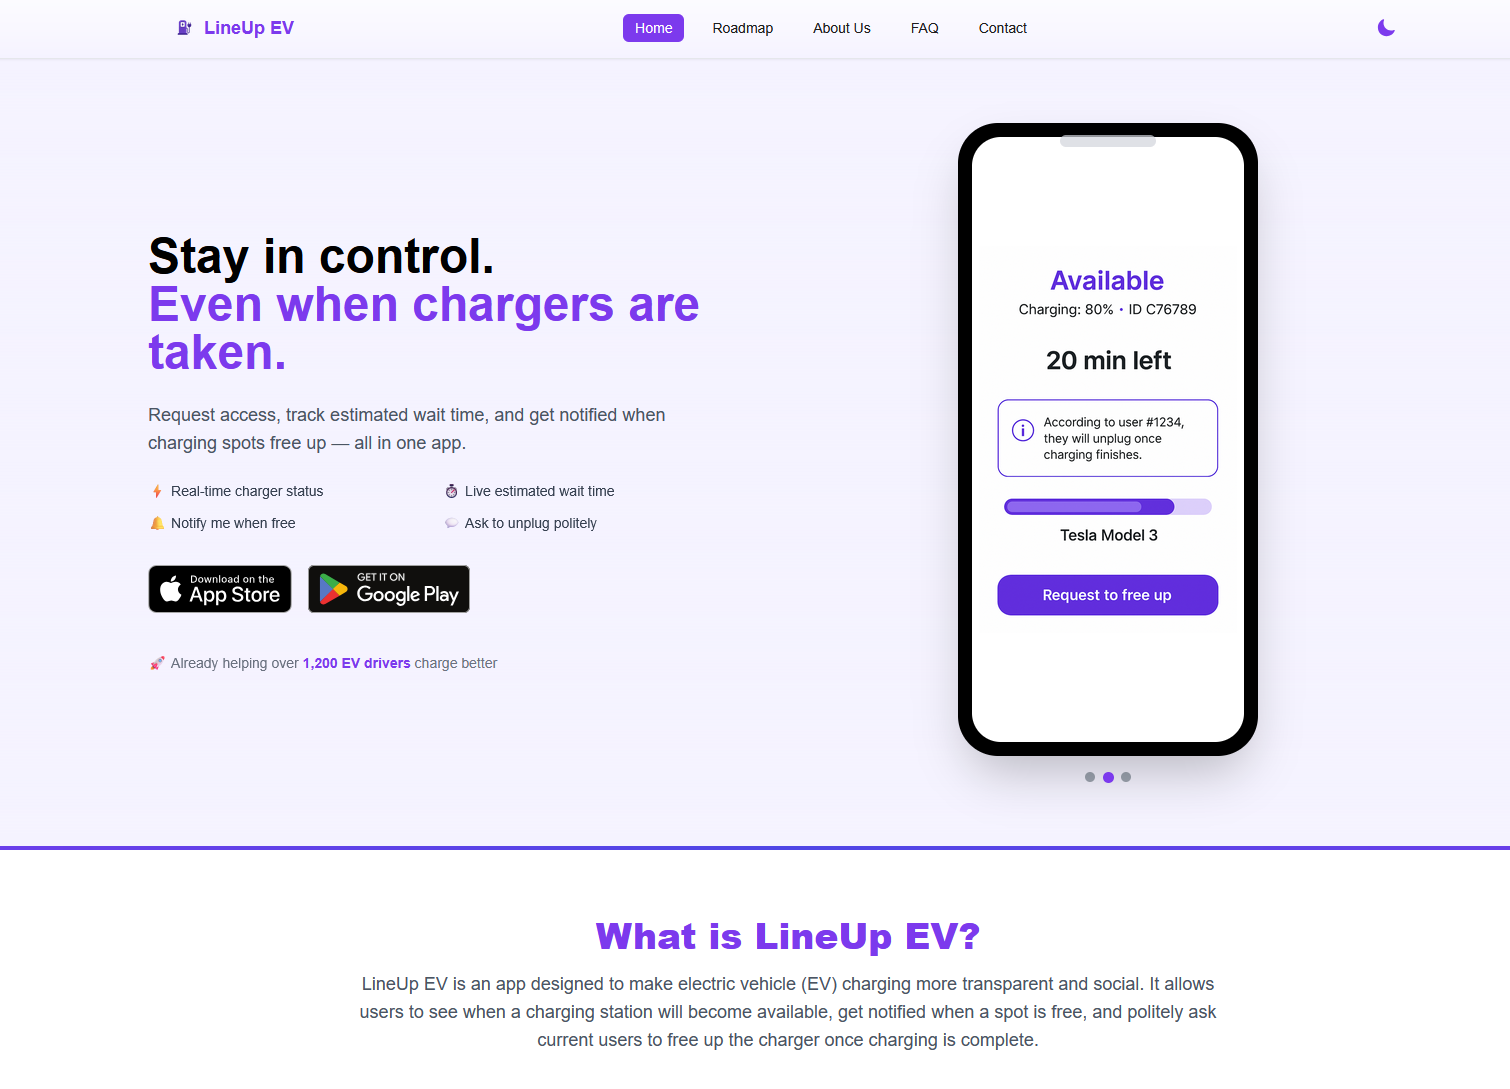 LineUp EV
Home
Roadmap
About Us
FAQ
Contact
Stay in control.
Even when chargers are
taken.
Request access, track estimated wait time, and get notified when
charging spots free up — all in one app.
Real-time charger status
Live estimated wait time
Notify me when free
Ask to unplug politely
Download on the
App Store
GET IT ON
Google Play
Already helping over 1,200 EV drivers charge better
Available
Charging: 80% • ID C76789
20 min left
According to user #1234,
they will unplug once
charging finishes.
Tesla Model 3
Request to free up
What is LineUp EV?
LineUp EV is an app designed to make electric vehicle (EV) charging more transparent and social. It allows
users to see when a charging station will become available, get notified when a spot is free, and politely ask
current users to free up the charger once charging is complete.